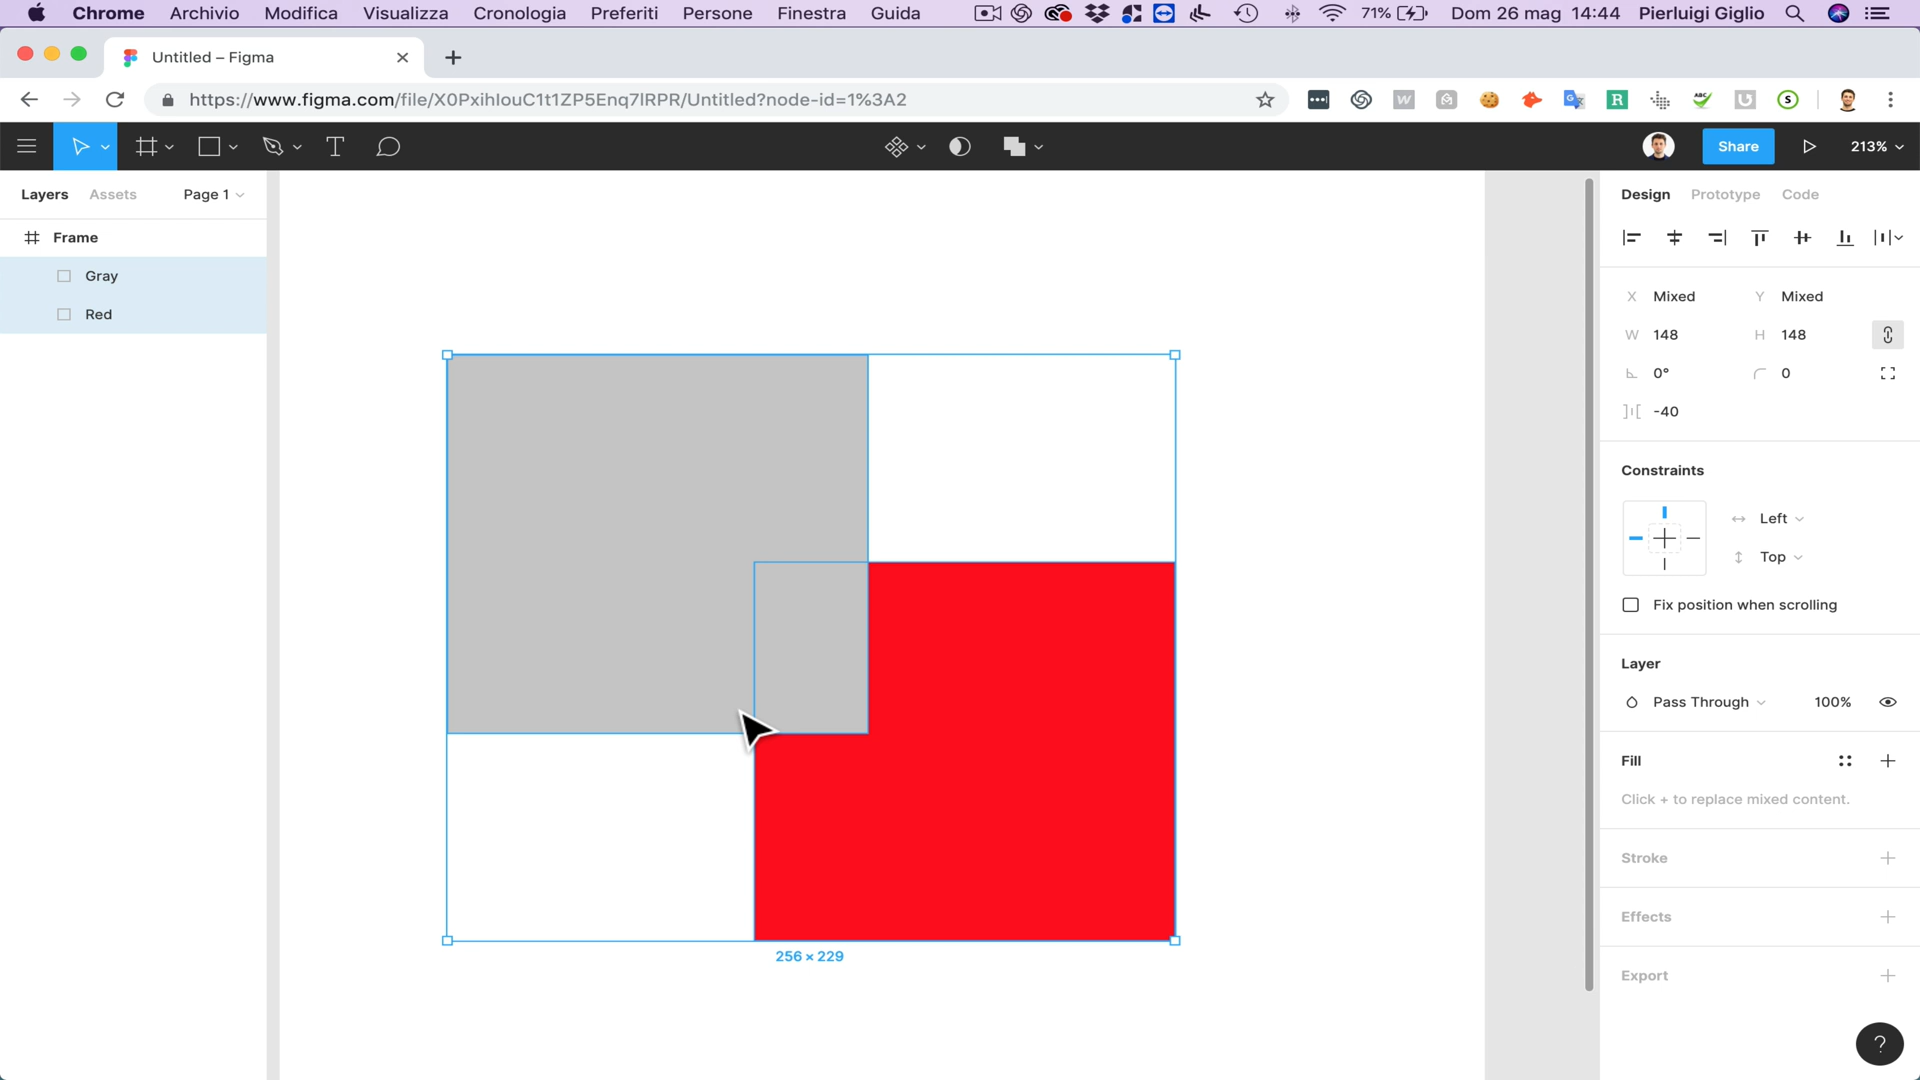 Chrome Archivio Modifica Visualizza Cronologia Preferiti Persone Finestra Guida 71% Dom 26 mag 14:44 Pierluigi Giglio
Untitled – Figma
https://www.figma.com/file/X0PxihIouC1t1ZP5Enq7lRPR/Untitled?node-id=1%3A2
Share 213%
Layers Assets Page 1
Design Prototype Code
Frame
Gray
Red
X Mixed Y Mixed
W 148 H 148
0° 0
-40
Constraints
Left
Top
Fix position when scrolling
Layer
Pass Through 100%
Fill
Click + to replace mixed content.
Stroke
Effects
Export
256 × 229
?